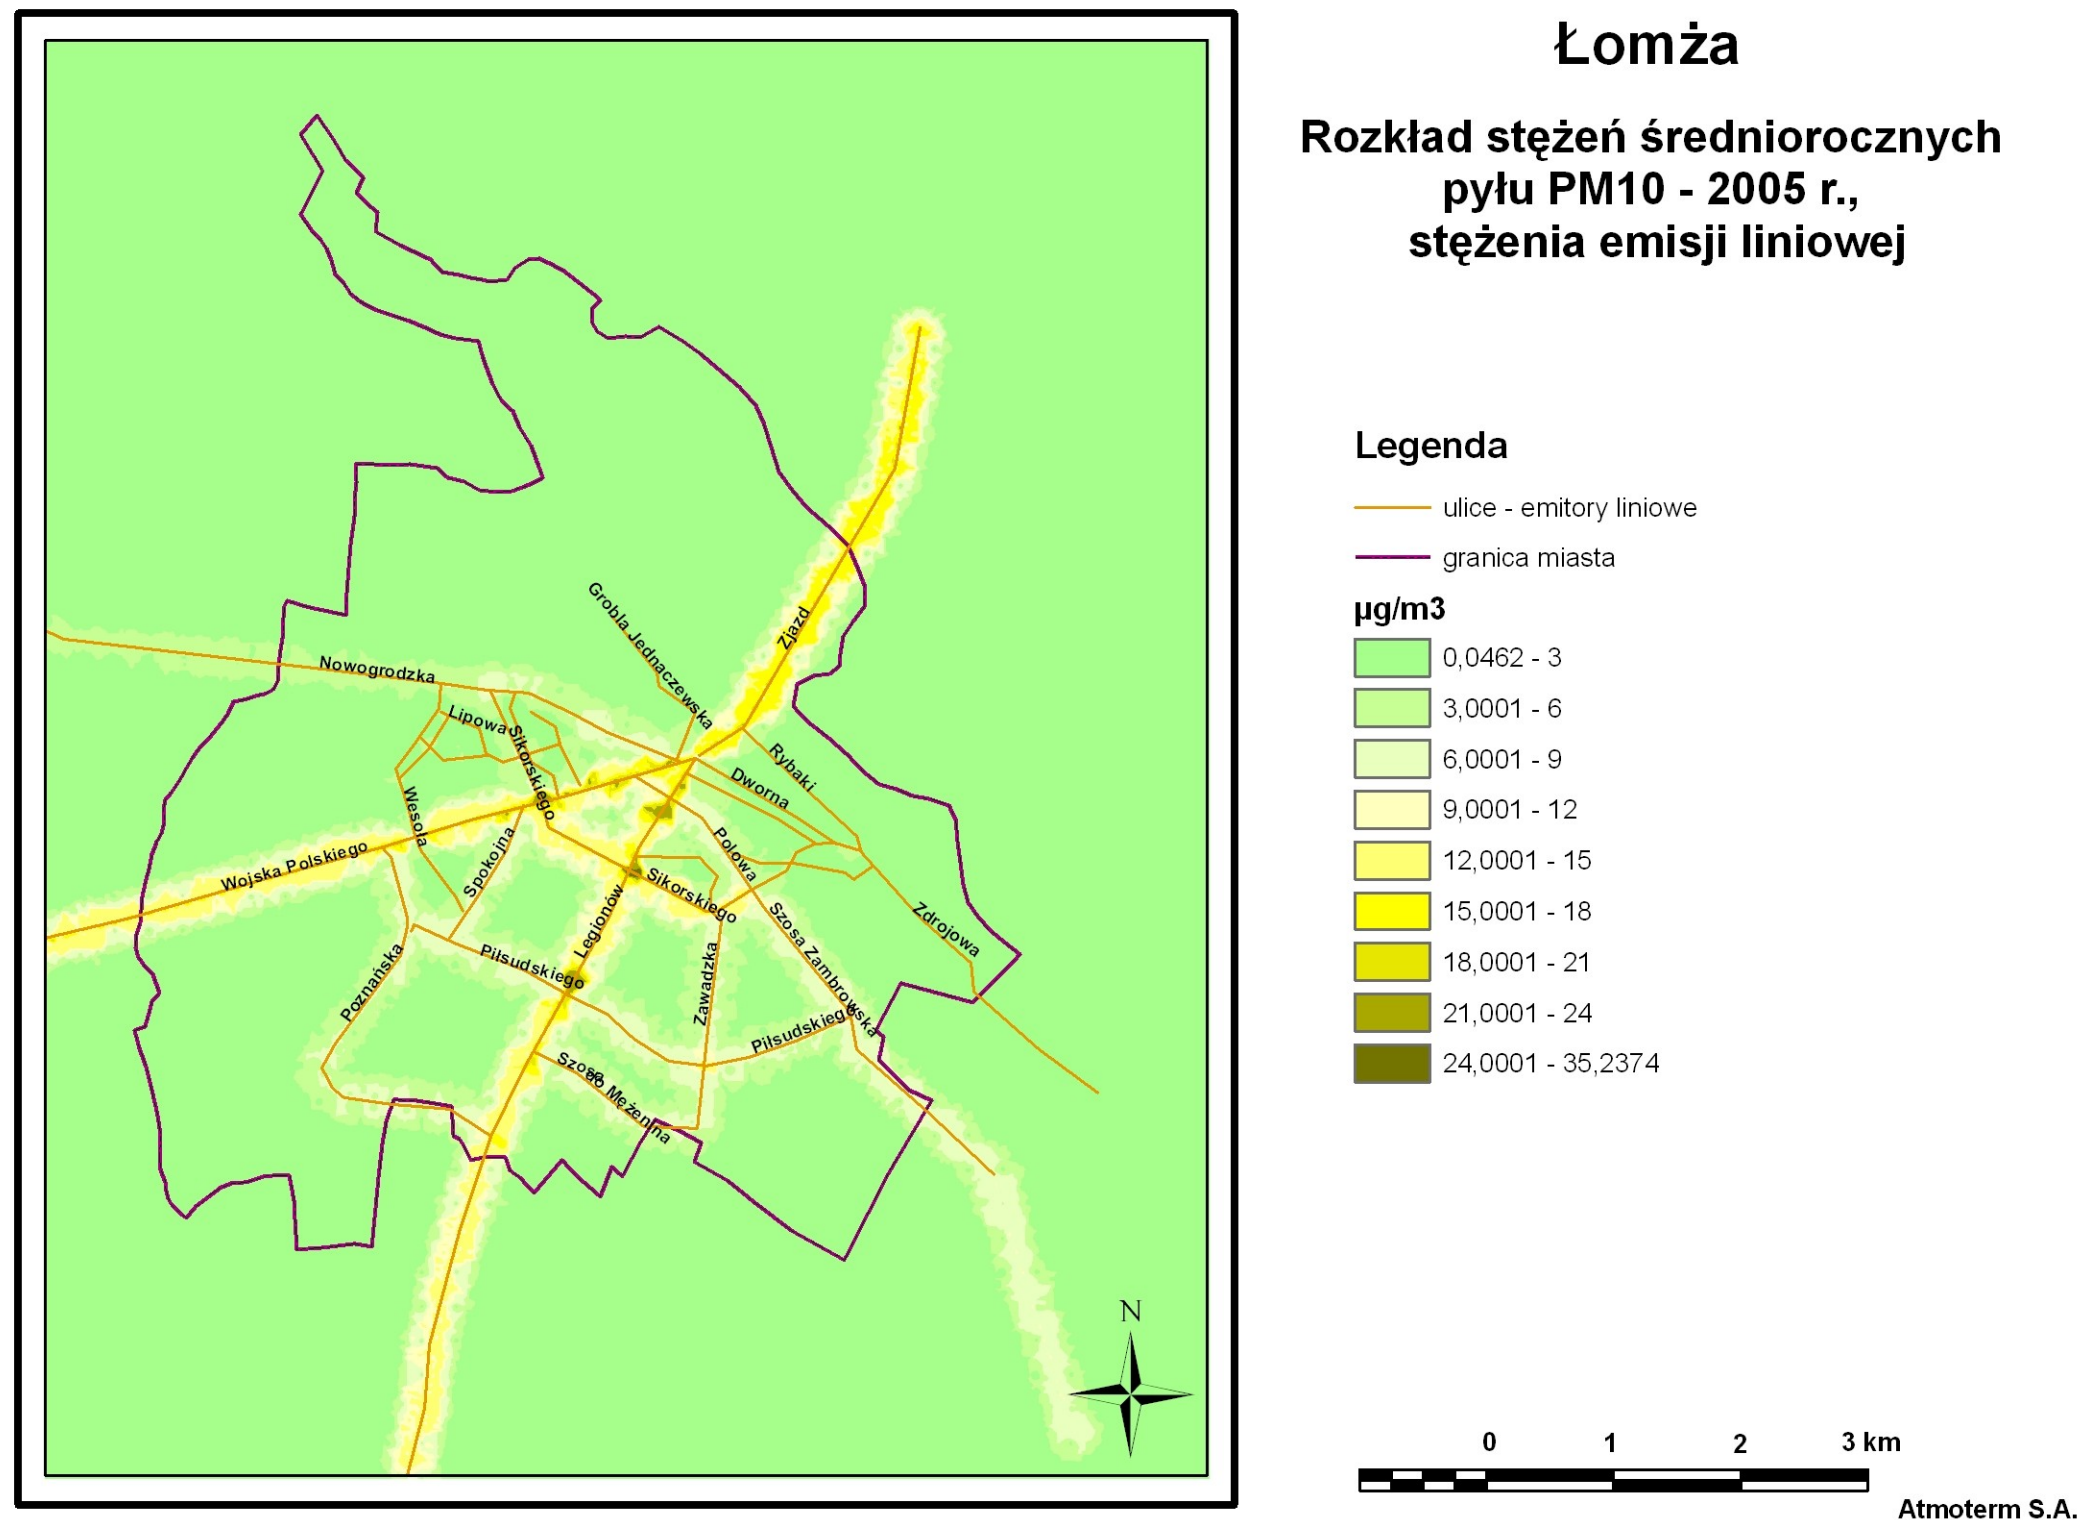 Łomża
Rozkład stężeń średniorocznych
pyłu PM10 - 2005 r.,
stężenia emisji liniowej
Legenda
ulice - emitory liniowe
granica miasta
µg/m3
0,0462 - 3
3,0001 - 6
6,0001 - 9
9,0001 - 12
12,0001 - 15
15,0001 - 18
18,0001 - 21
21,0001 - 24
24,0001 - 35,2374
Grobla Jednaczewska
Zjazd
Nowogrodzka
Lipowa
Sikorskiego
Rybaki
Dworna
Wesoła
Polowa
Wojska Polskiego
Spokojna
Sikorskiego
Legionów
Szosa Zambrowska
Zdrojowa
Piłsudskiego
Poznańska
Zawadzka
Piłsudskiego
Szosa do Mężenina
N
0 1 2 3 km
Atmoterm S.A.